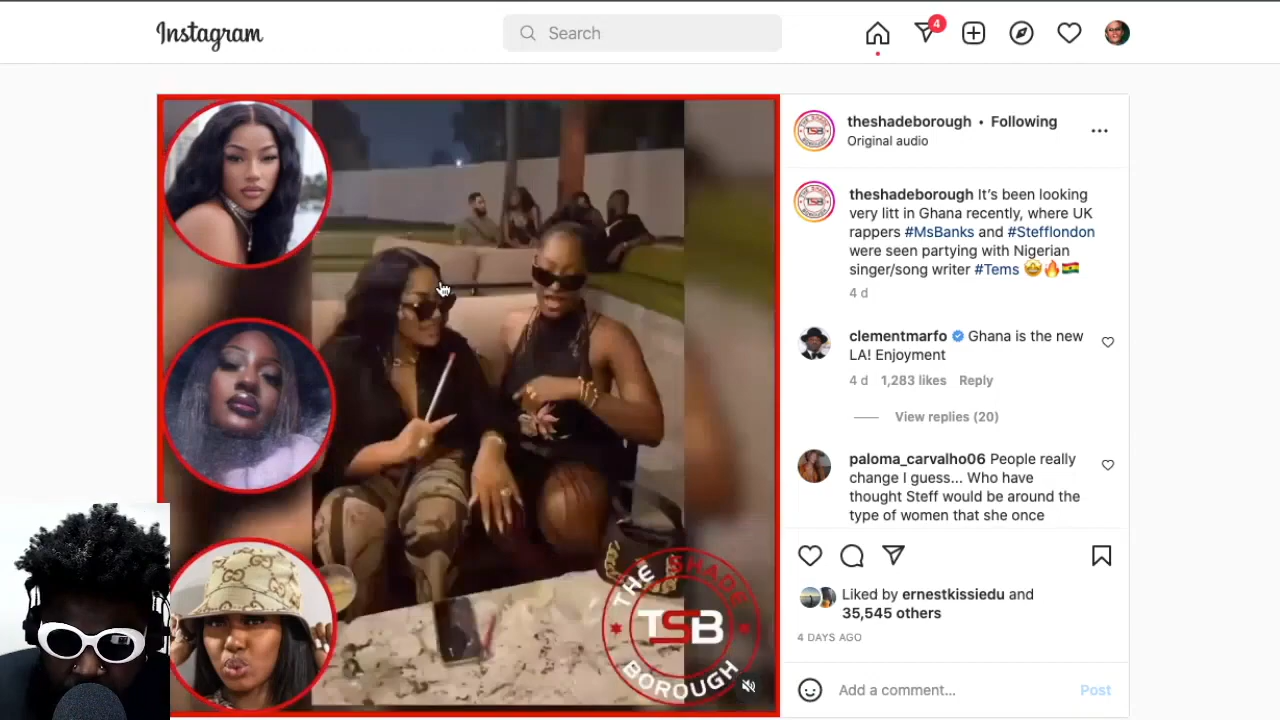 Instagram
Search
4
theshadeborough • Following
Original audio
theshadeborough It's been looking
very litt in Ghana recently, where UK
rappers #MsBanks and #Stefflondon
were seen partying with Nigerian
singer/song writer #Tems 🤩🔥🇬🇭
4 d
clementmarfo Ghana is the new
LA! Enjoyment
4 d 1,283 likes Reply
View replies (20)
paloma_carvalho06 People really
change I guess... Who have
thought Steff would be around the
type of women that she once
Liked by ernestkissiedu and
35,545 others
4 DAYS AGO
Add a comment... Post
THE SHADE
TSB
BOROUGH
TSB
TSB